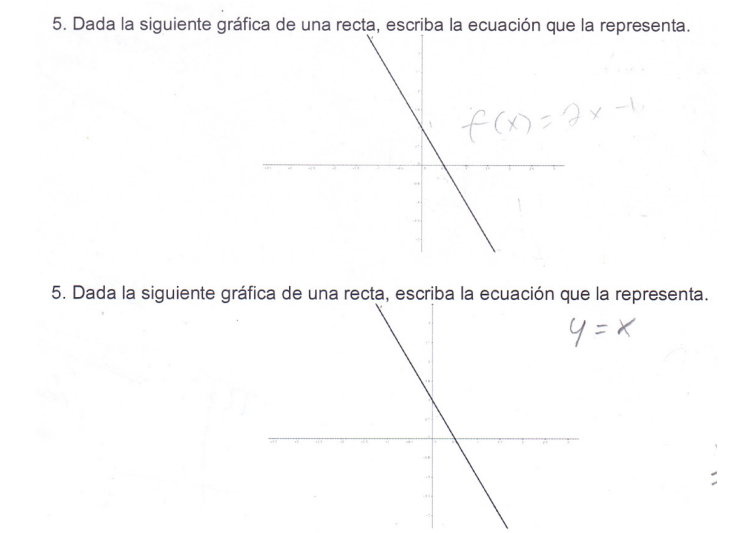 5. Dada la siguiente gráfica de una recta, escriba la ecuación que la representa.
f(x) = 2x - 1
5. Dada la siguiente gráfica de una recta, escriba la ecuación que la representa.
y = x